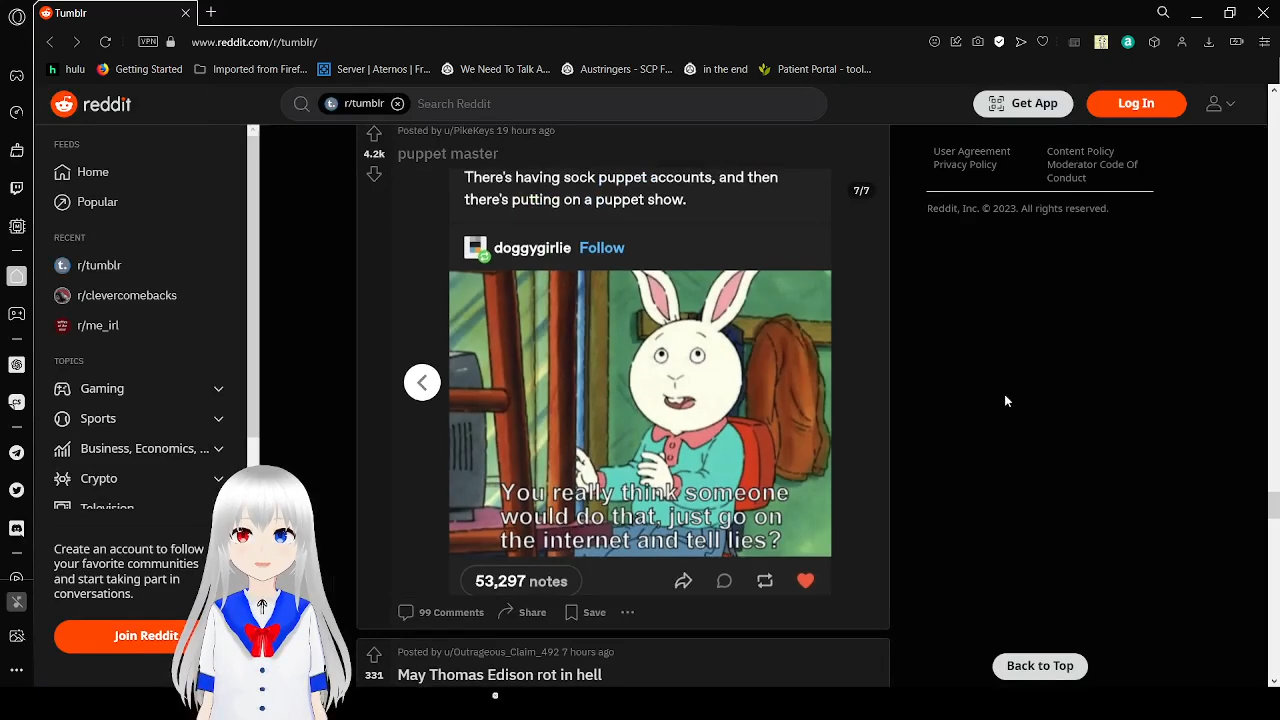 Tumblr
www.reddit.com/r/tumblr/
VPN
hulu
Getting Started
Imported from Firef...
Server | Aternos | Fr...
We Need To Talk A...
Austringers - SCP F...
in the end
Patient Portal - tool...
reddit
r/tumblr
Search Reddit
Get App
Log In
FEEDS
Home
Popular
RECENT
r/tumblr
r/clevercomebacks
r/me_irl
TOPICS
Gaming
Sports
Business, Economics, ...
Crypto
Television
Create an account to follow
your favorite communities
and start taking part in
conversations.
Join Reddit
Posted by u/PikeKeys 19 hours ago
4.2k
puppet master
There's having sock puppet accounts, and then
there's putting on a puppet show.
7/7
doggygirlie Follow
You really think someone
would do that, just go on
the internet and tell lies?
53,297 notes
99 Comments
Share
Save
Posted by u/Outrageous_Claim_492 7 hours ago
331
May Thomas Edison rot in hell
User Agreement
Privacy Policy
Content Policy
Moderator Code Of
Conduct
Reddit, Inc. © 2023. All rights reserved.
Back to Top